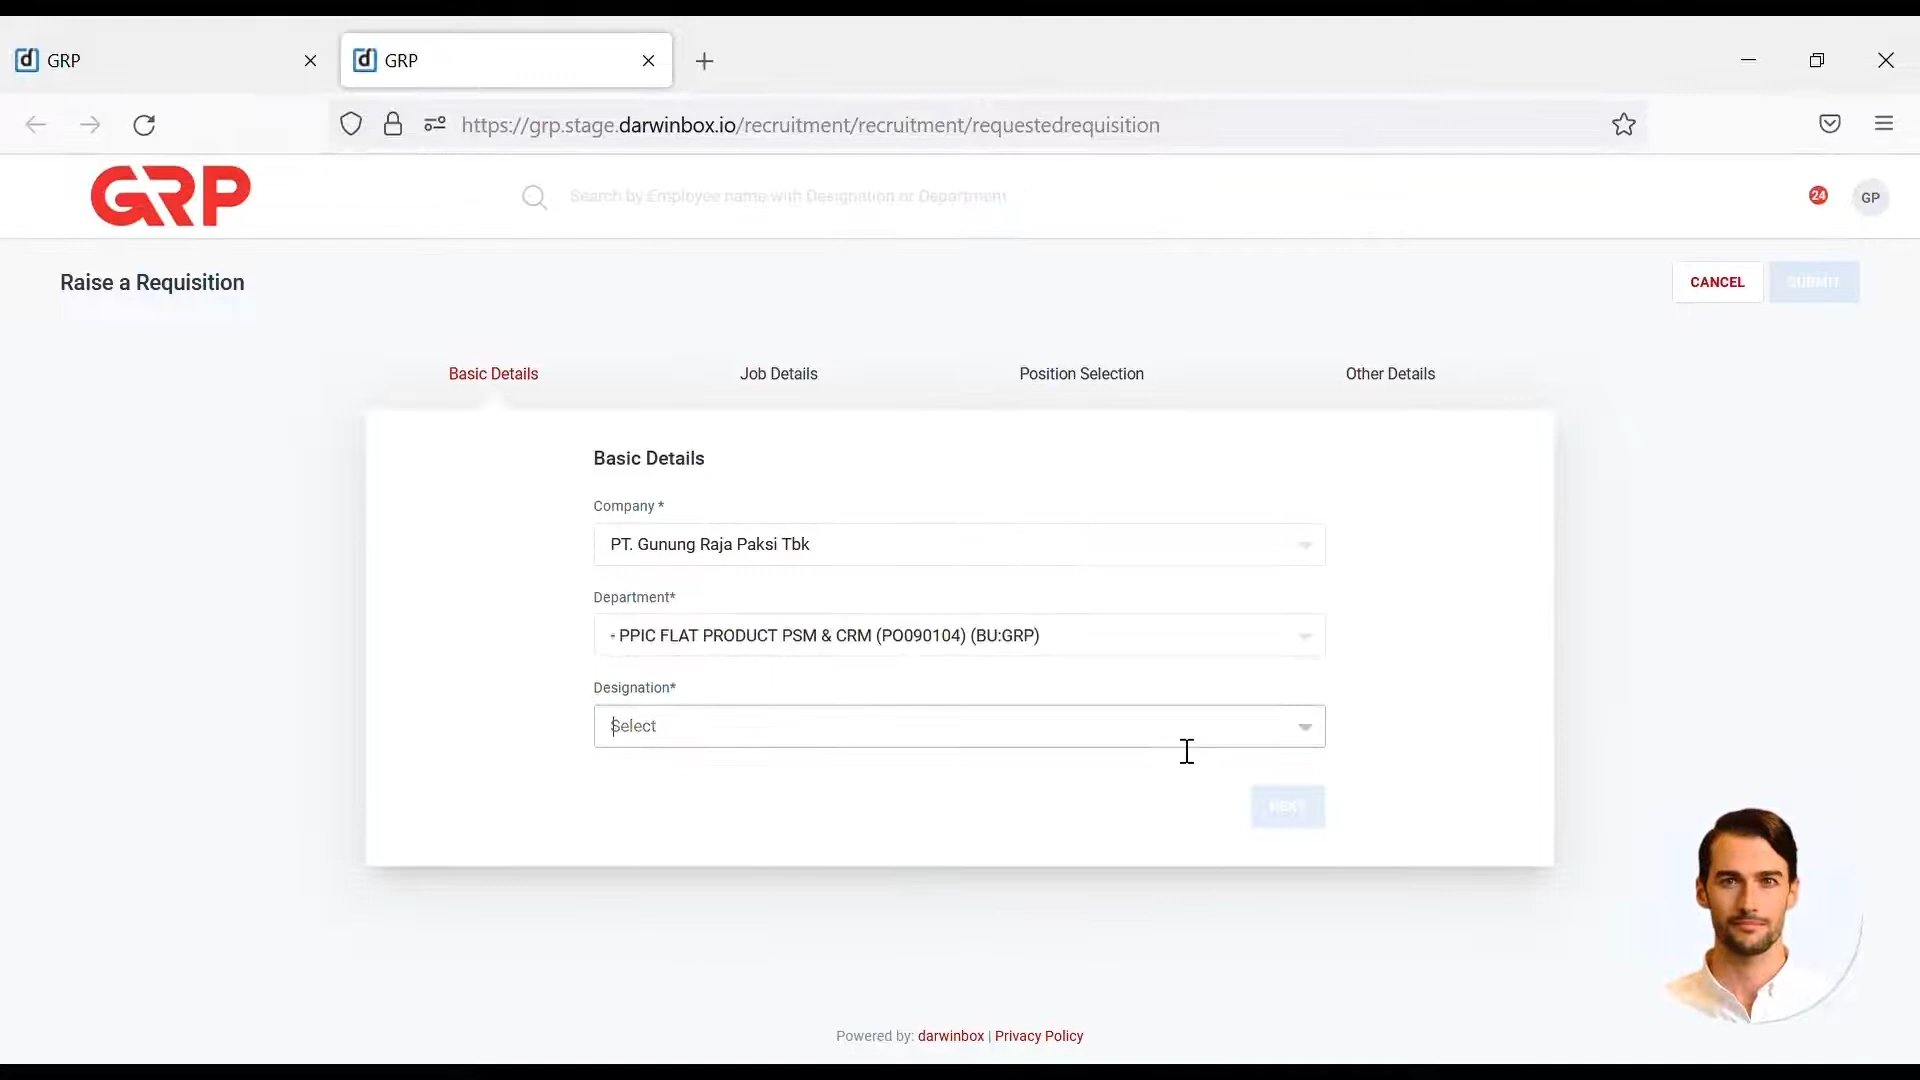 GRP
GRP
https://grp.stage.darwinbox.io/recruitment/recruitment/requestedrequisition
GRP
Search by Employee name with Designation or Department
24
GP
Raise a Requisition
CANCEL
SUBMIT
Basic Details
Job Details
Position Selection
Other Details
Basic Details
Company *
PT. Gunung Raja Paksi Tbk
Department*
- PPIC FLAT PRODUCT PSM & CRM (PO090104) (BU:GRP)
Designation*
Select
NEXT
Powered by: darwinbox | Privacy Policy